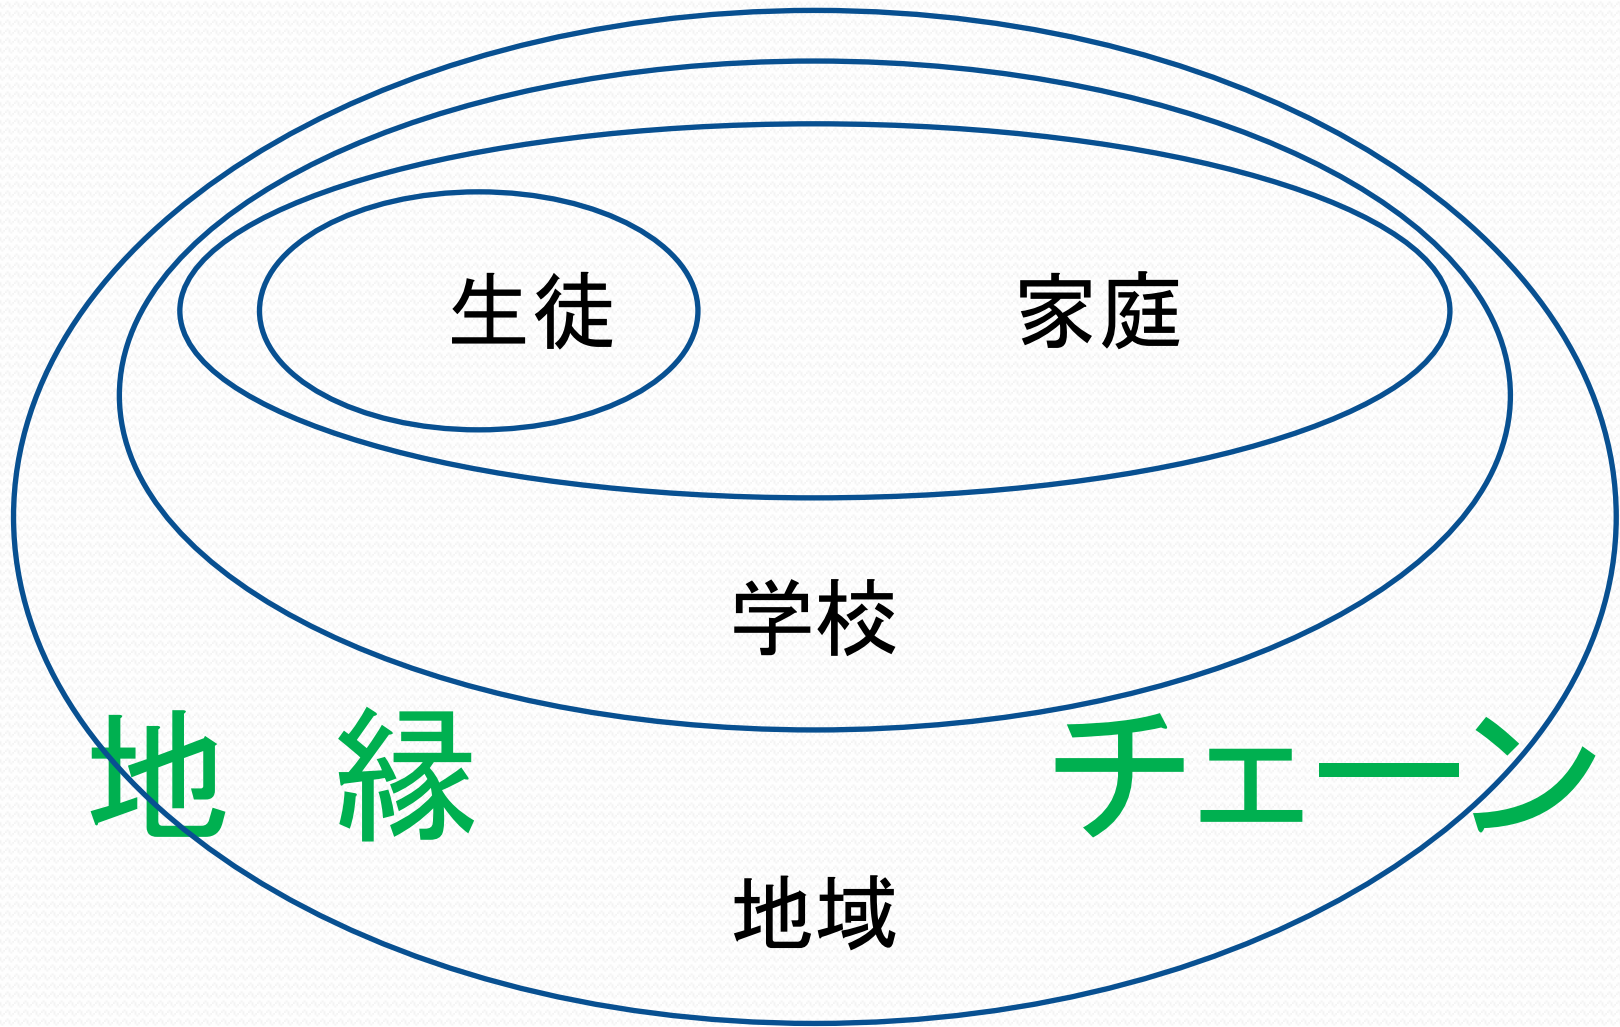 生徒 家庭
学校
地 縁 チェーン
地域